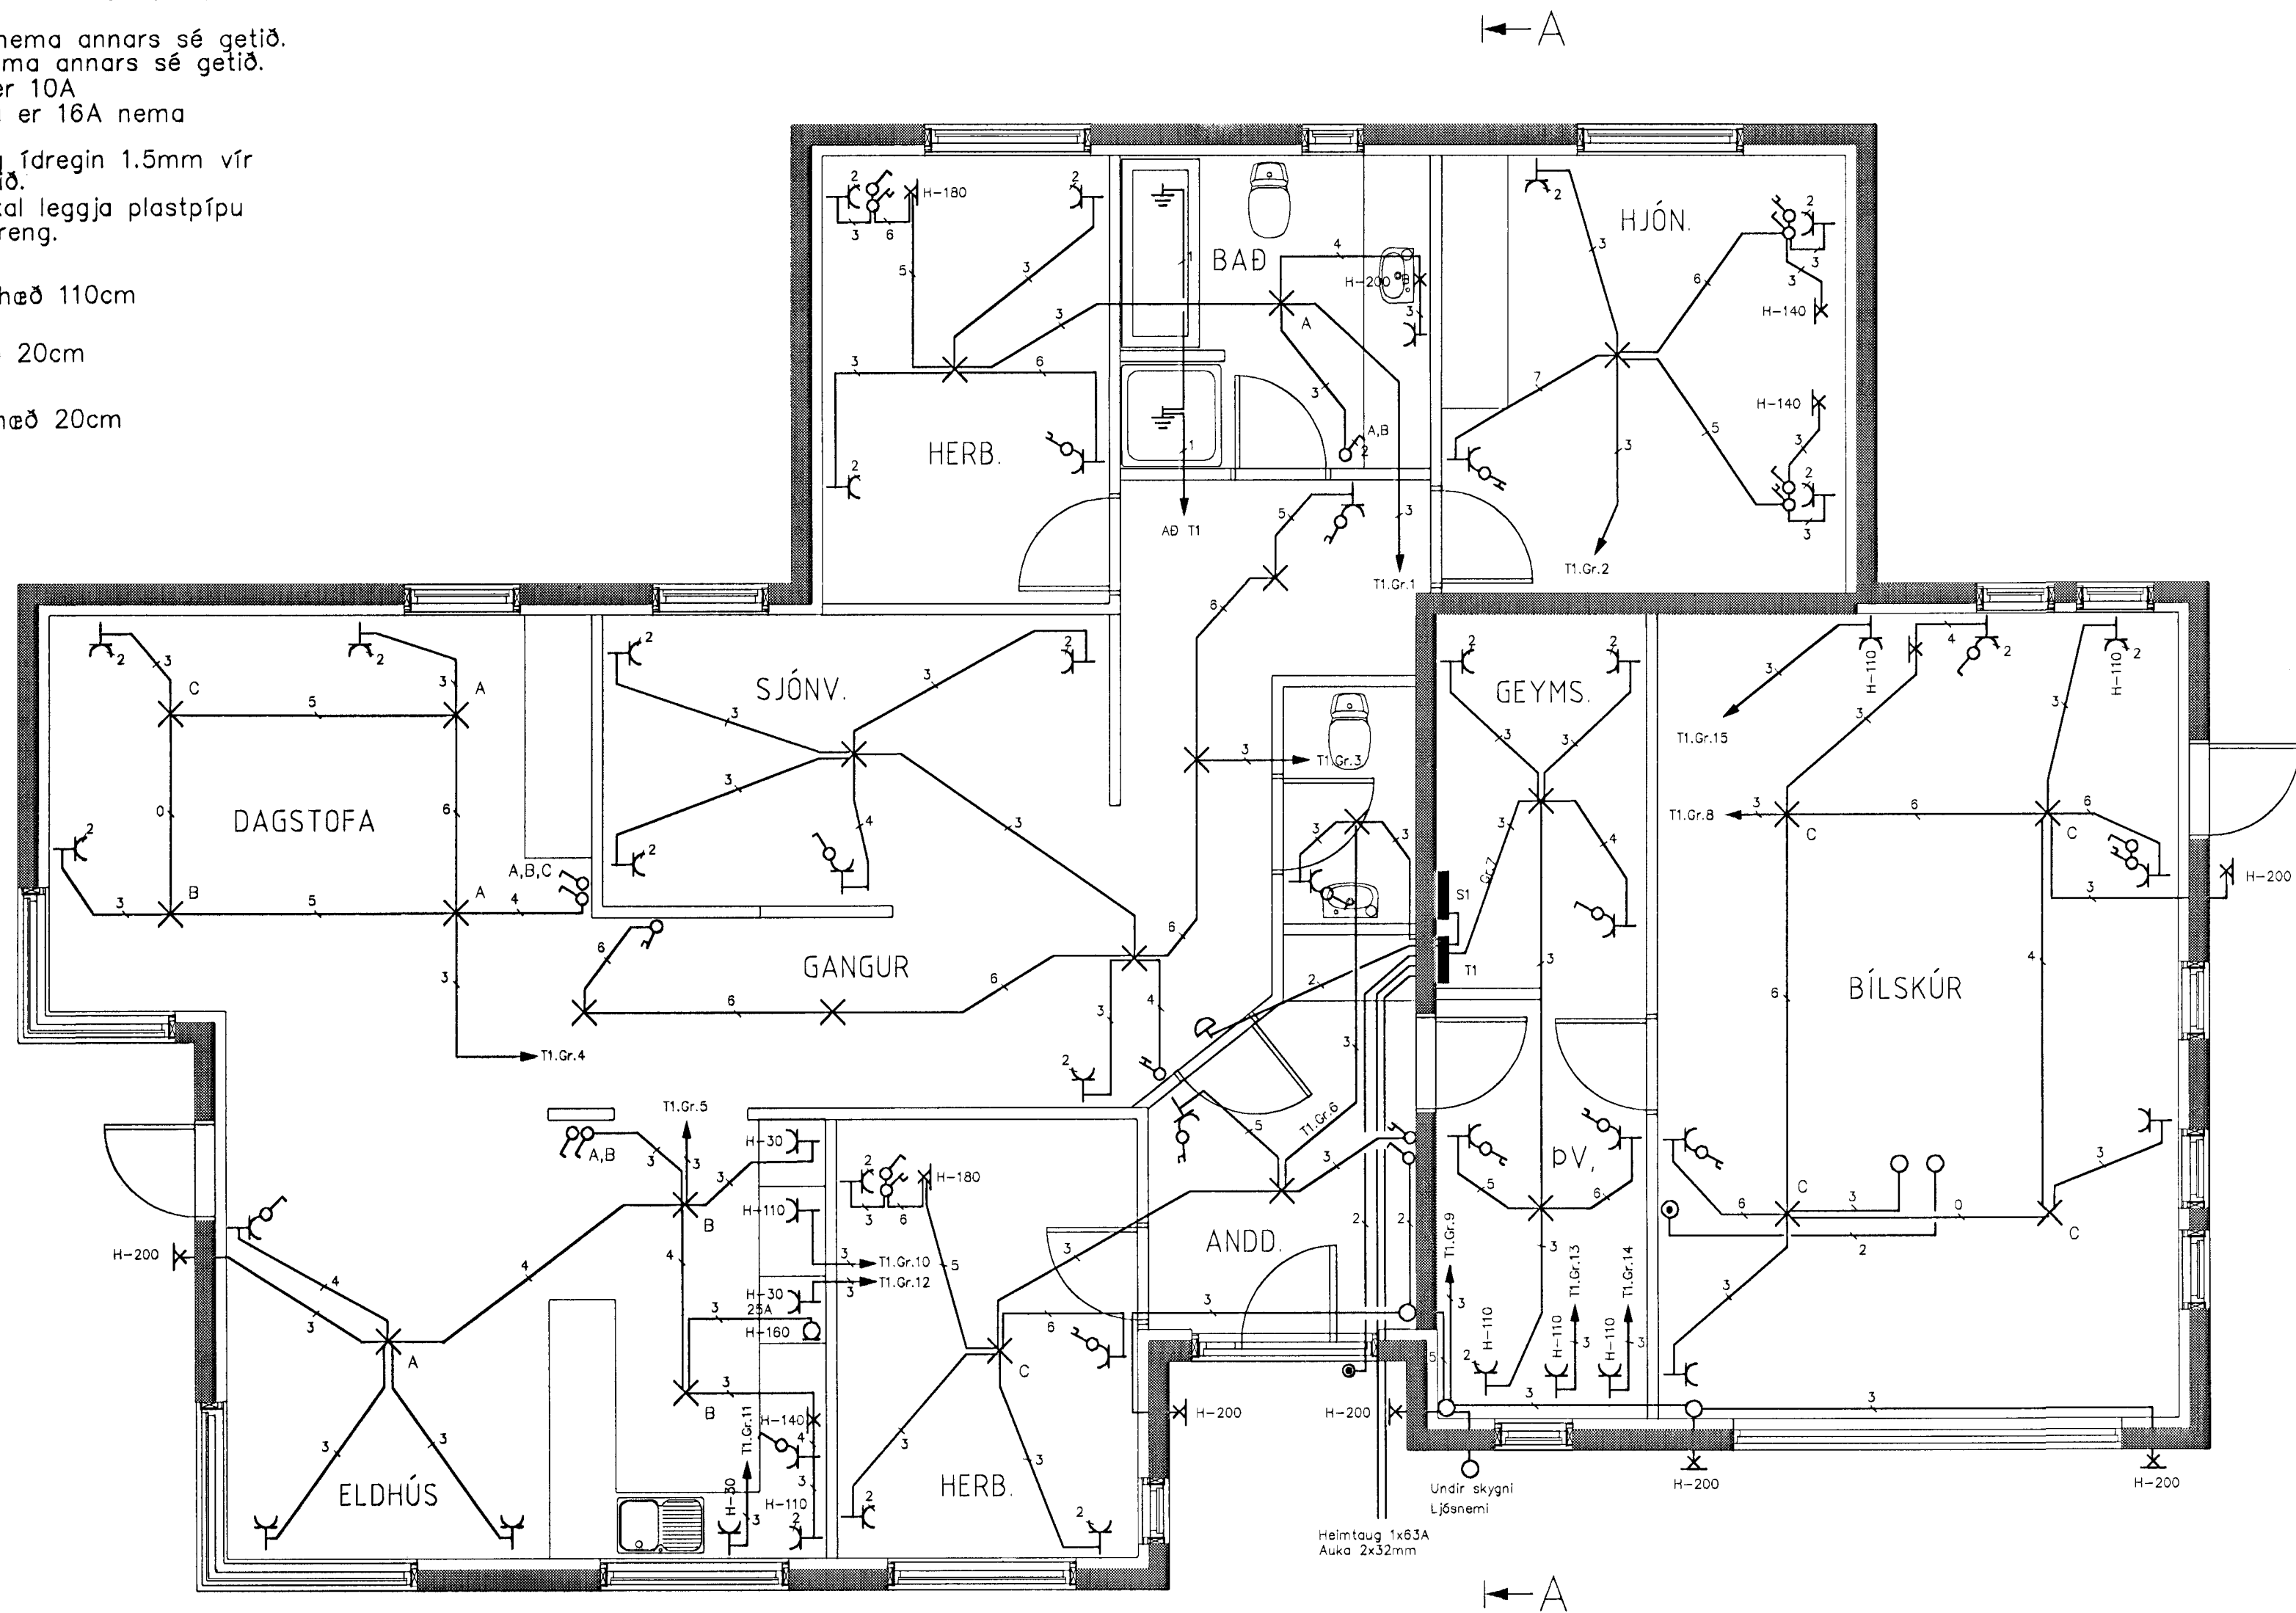 nema annars sé getið.
ma annars sé getið.
er 10A
er 16A nema
ídregin 1.5mm vír
ið.
al leggja plastpípu
reng.
hæð 110cm
20cm
hæð 20cm
A
HERB.
H-180
BAÐ
H-200
B
A
A,B
AÐ T1
T1.Gr.1
HJÓN.
H-140
H-140
T1.Gr.2
DAGSTOFA
C
A
B
A
A,B,C
T1.Gr.4
SJÓNV.
GANGUR
T1.Gr.3
GEYMS.
Gr.7
S1
T1
H-110
H-110
T1.Gr.15
T1.Gr.8
C
C
H-200
BÍLSKÚR
C
C
T1.Gr.5
A,B
B
H-30
H-110
T1.Gr.10
T1.Gr.12
H-30
25A
H-160
H-200
A
B
H-140
T1.Gr.11
H-30
H-110
ELDHÚS
H-180
C
HERB.
T1.Gr.6
ANDD.
H-200
H-200
ÞV.
T1.Gr.9
T1.Gr.13
T1.Gr.14
H-110
H-110
H-110
Undir skygni
Ljósnemi
H-200
H-200
Heimtaug 1x63A
Auka 2x32mm
A